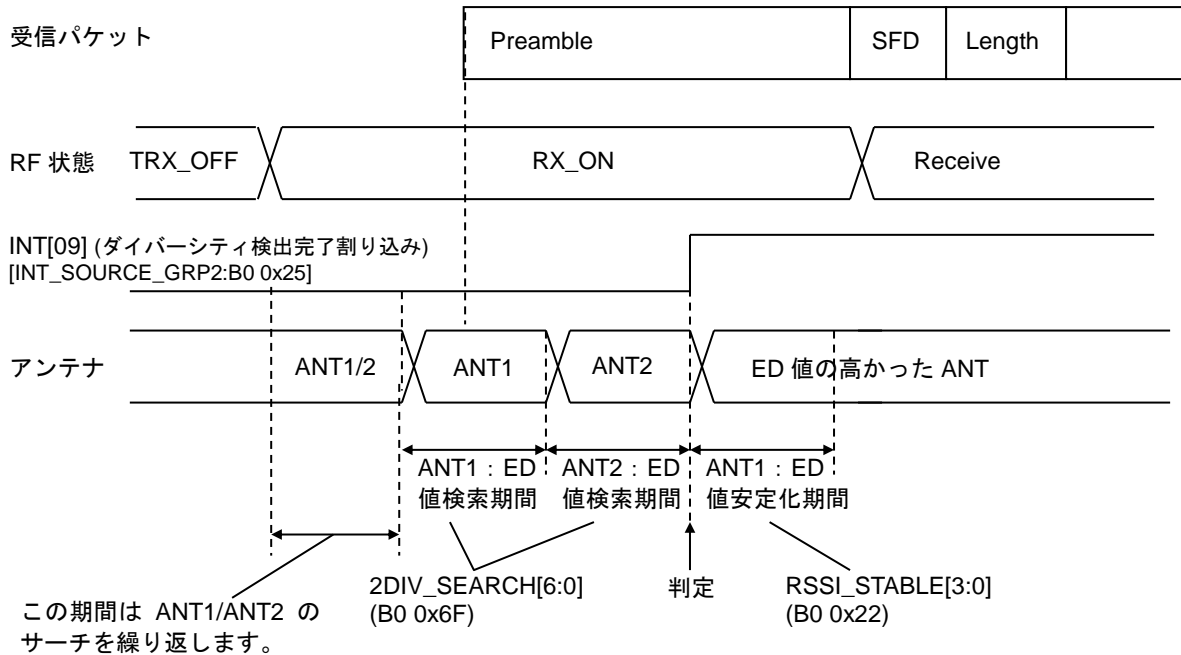 受信パケット
Preamble
SFD
Length
RF 状態
TRX_OFF
RX_ON
Receive
INT[09] (ダイバーシティ検出完了割り込み)
[INT_SOURCE_GRP2:B0 0x25]
アンテナ
ANT1/2
ANT1
ANT2
ED 値の高かった ANT
ANT1：ED
値検索期間
ANT2：ED
値検索期間
ANT1：ED
値安定化期間
2DIV_SEARCH[6:0]
(B0 0x6F)
判定
RSSI_STABLE[3:0]
(B0 0x22)
この期間は ANT1/ANT2 の
サーチを繰り返します。